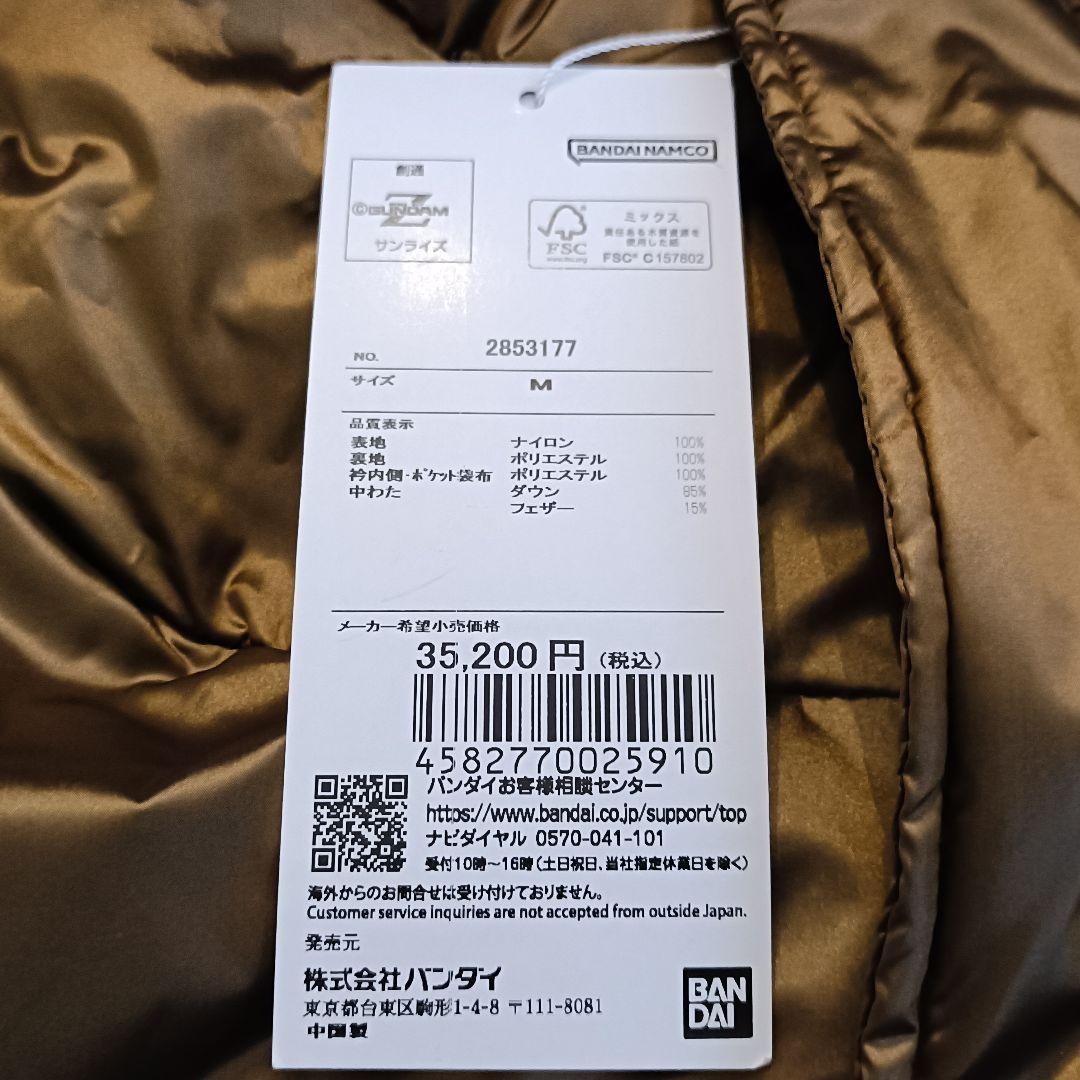 BANDAI NAMCO
創通
©GUNDAM
Z
サンライズ
FSC
www.fsc.org
ミックス
責任ある木質資源を
使用した紙
FSC® C157802
NO. 2853177
サイズ M
品質表示
表地 ナイロン 100%
裏地 ポリエステル 100%
衿内側・ポケット袋布 ポリエステル 100%
中わた ダウン 85%
フェザー 15%
メーカー希望小売価格
35,200 円 (税込)
4582770025910
バンダイお客様相談センター
https://www.bandai.co.jp/support/top
ナビダイヤル 0570-041-101
受付10時～16時(土日祝日、当社指定休業日を除く)
海外からのお問合せは受け付けておりません。
Customer service inquiries are not accepted from outside Japan.
発売元
株式会社バンダイ
東京都台東区駒形1-4-8 〒111-8081
中国製
BAN
DAI